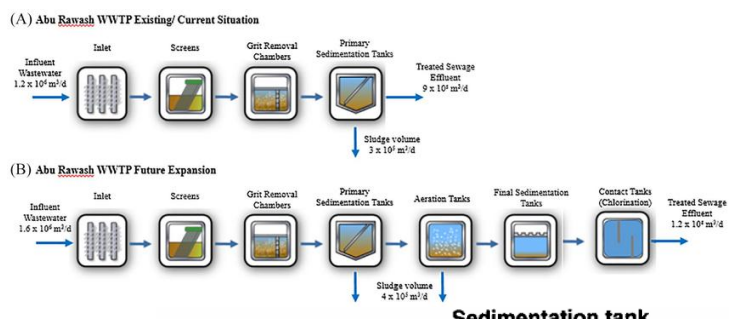 (A) Abu Rawash WWTP Existing/ Current Situation
Influent
Wastewater
1.2 x 10⁶ m³/d
Inlet
Screens
Grit Removal
Chambers
Primary
Sedimentation Tanks
Treated Sewage
Effluent
9 x 10⁵ m³/d
Sludge volume
3 x 10⁵ m³/d
(B) Abu Rawash WWTP Future Expansion
Influent
Wastewater
1.6 x 10⁶ m³/d
Inlet
Screens
Grit Removal
Chambers
Primary
Sedimentation Tanks
Aeration Tanks
Final Sedimentation
Tanks
Contact Tanks
(Chlorination)
Treated Sewage
Effluent
1.2 x 10⁶ m³/d
Sludge volume
4 x 10⁵ m³/d
Sedimentation tank